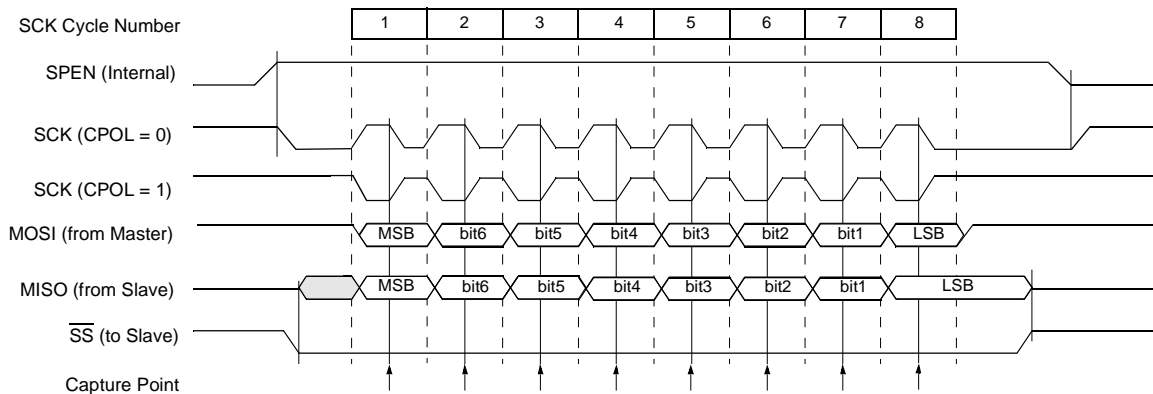 SCK Cycle Number 1 2 3 4 5 6 7 8
SPEN (Internal)
SCK (CPOL = 0)
SCK (CPOL = 1)
MOSI (from Master) MSB bit6 bit5 bit4 bit3 bit2 bit1 LSB
MISO (from Slave) MSB bit6 bit5 bit4 bit3 bit2 bit1 LSB
S̅S̅ (to Slave)
Capture Point